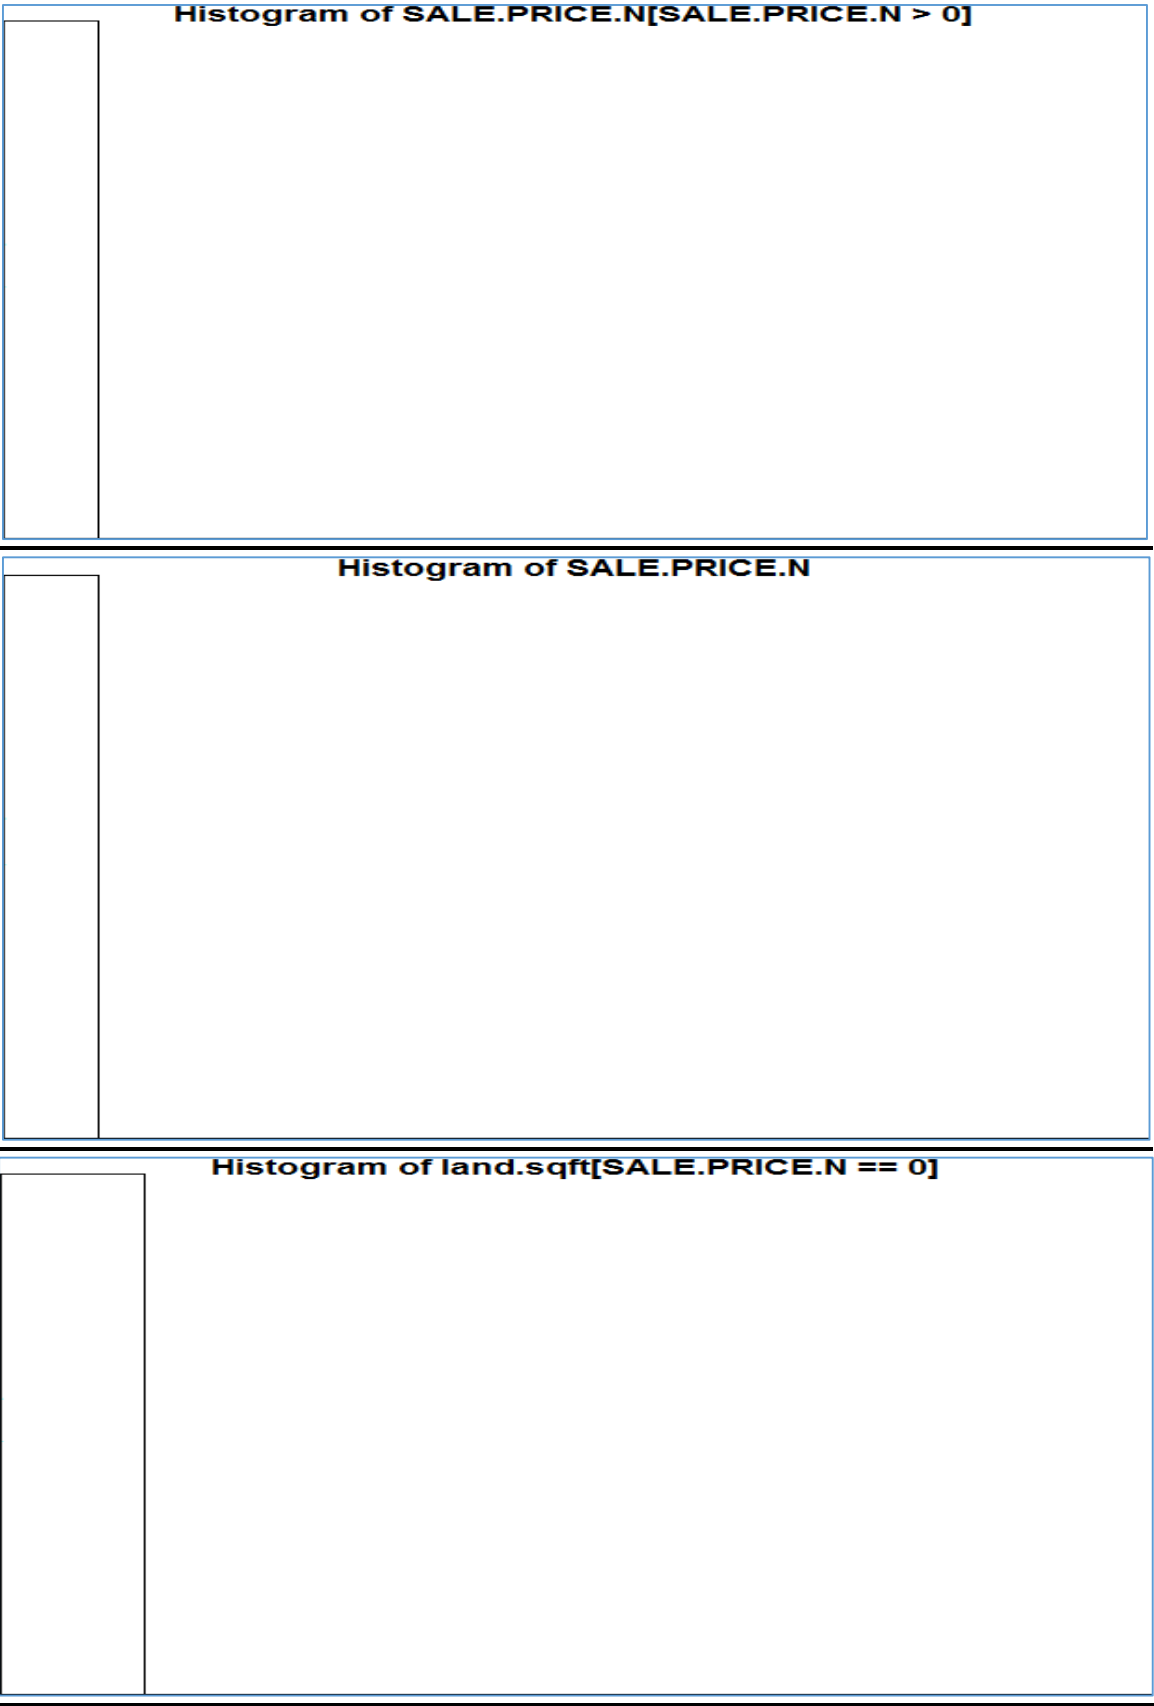 Histogram of SALE.PRICE.N[SALE.PRICE.N > 0]
Histogram of SALE.PRICE.N
Histogram of land.sqft[SALE.PRICE.N == 0]